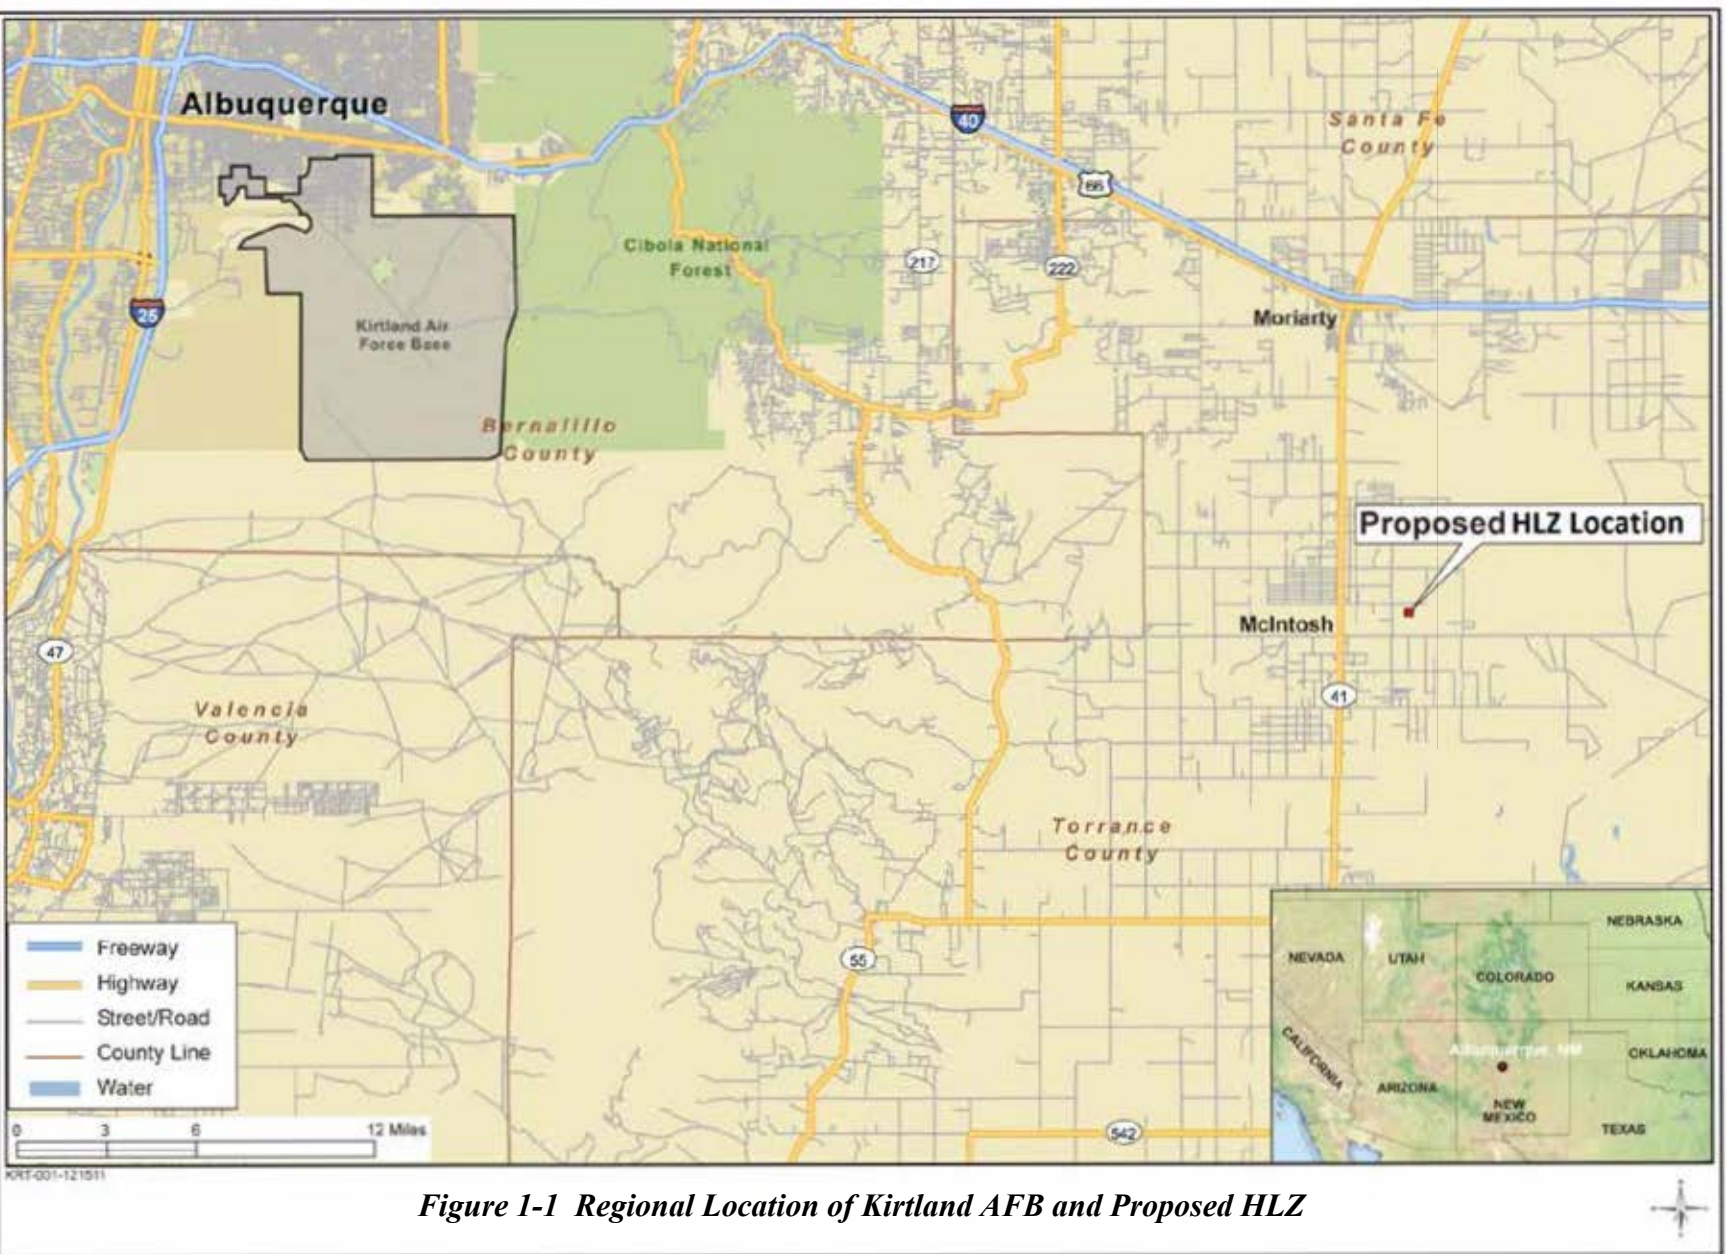 Albuquerque
40
Santa Fe
County
66
Cibola National
Forest
217
222
25
Moriarty
Kirtland Air
Force Base
Bernalillo
County
Proposed HLZ Location
McIntosh
47
41
Valencia
County
Torrance
County
55
542
Freeway
Highway
Street/Road
County Line
Water
0 3 6 12 Miles
NEBRASKA
NEVADA
UTAH
COLORADO
KANSAS
CALIFORNIA
Albuquerque, NM
OKLAHOMA
ARIZONA
NEW
MEXICO
TEXAS
KRT-001-121511
Figure 1-1 Regional Location of Kirtland AFB and Proposed HLZ